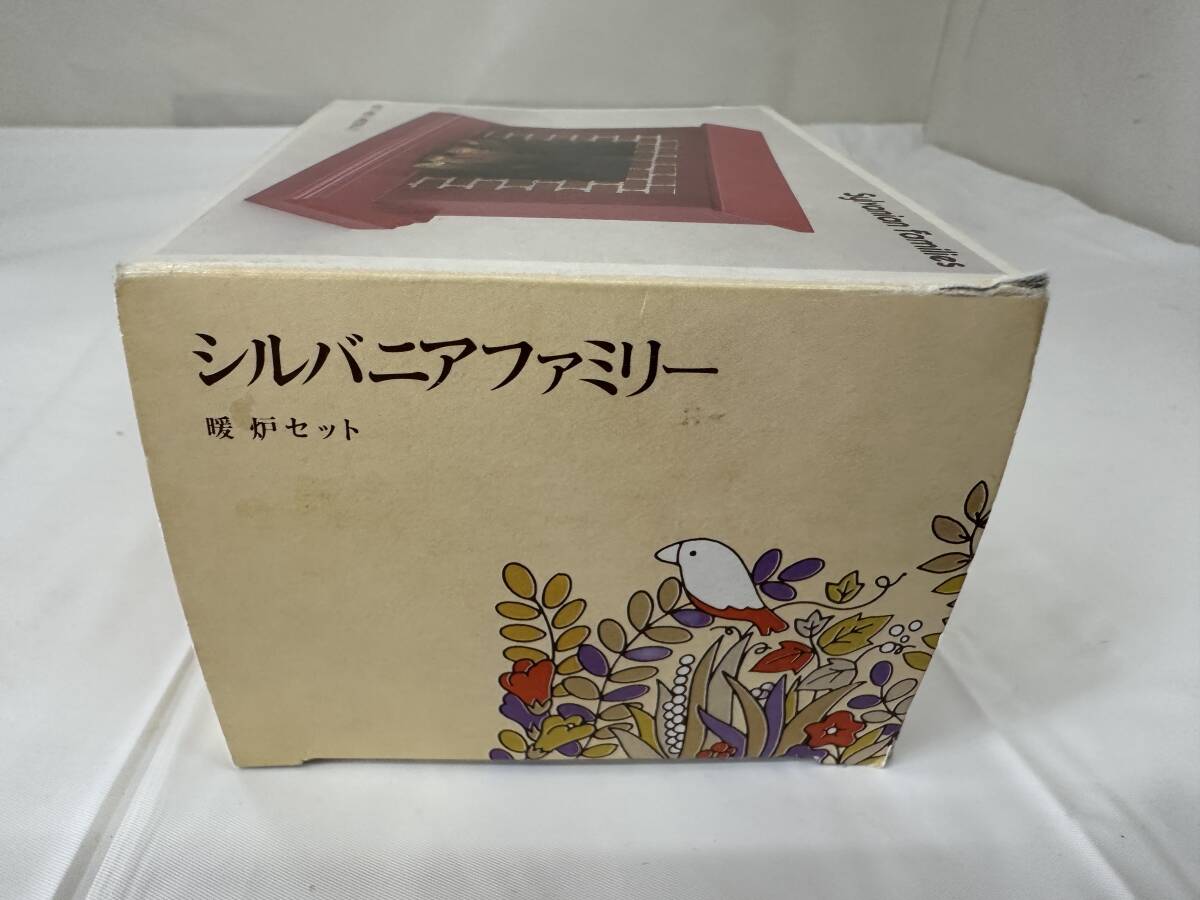 Sylvanian Families
シルバニアファミリー
暖炉セット